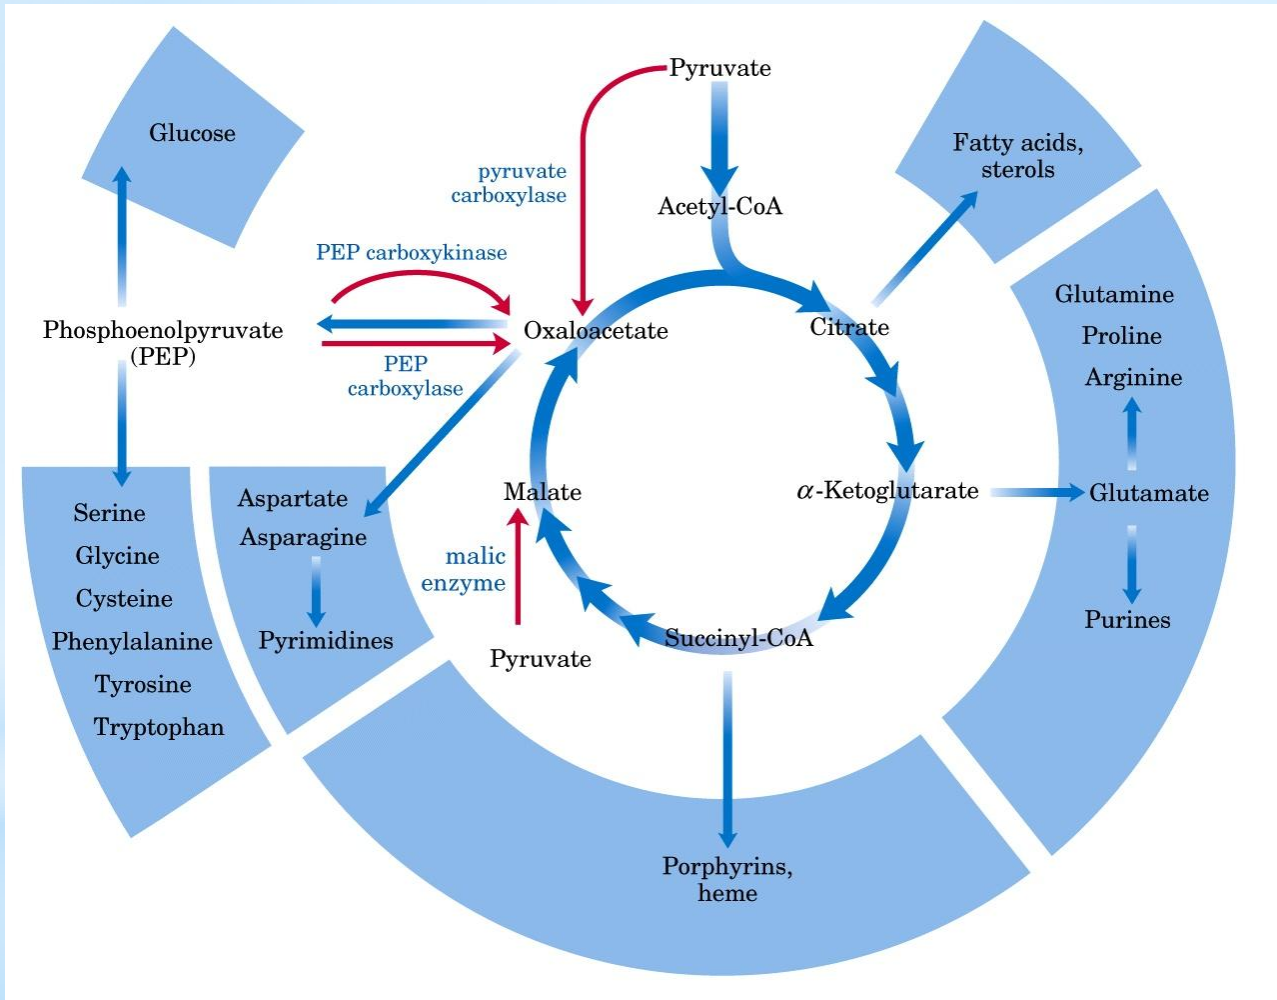 Pyruvate
Glucose
Fatty acids,
sterols
pyruvate
carboxylase
Acetyl-CoA
PEP carboxykinase
Glutamine
Proline
Arginine
Phosphoenolpyruvate
(PEP)
Oxaloacetate
Citrate
PEP
carboxylase
Malate
α-Ketoglutarate
Glutamate
Aspartate
Asparagine
Pyrimidines
Serine
Glycine
Cysteine
Phenylalanine
Tyrosine
Tryptophan
malic
enzyme
Pyruvate
Succinyl-CoA
Purines
Porphyrins,
heme